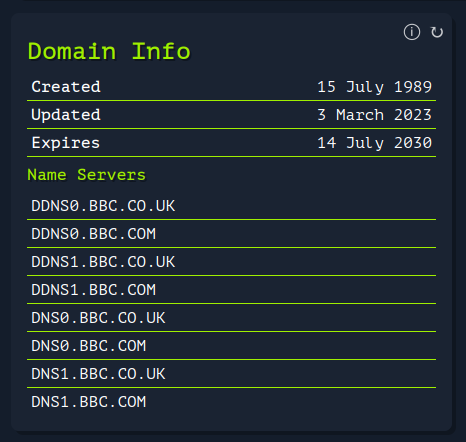 Domain Info
Created 15 July 1989
Updated 3 March 2023
Expires 14 July 2030
Name Servers
DDNS0.BBC.CO.UK
DDNS0.BBC.COM
DDNS1.BBC.CO.UK
DDNS1.BBC.COM
DNS0.BBC.CO.UK
DNS0.BBC.COM
DNS1.BBC.CO.UK
DNS1.BBC.COM